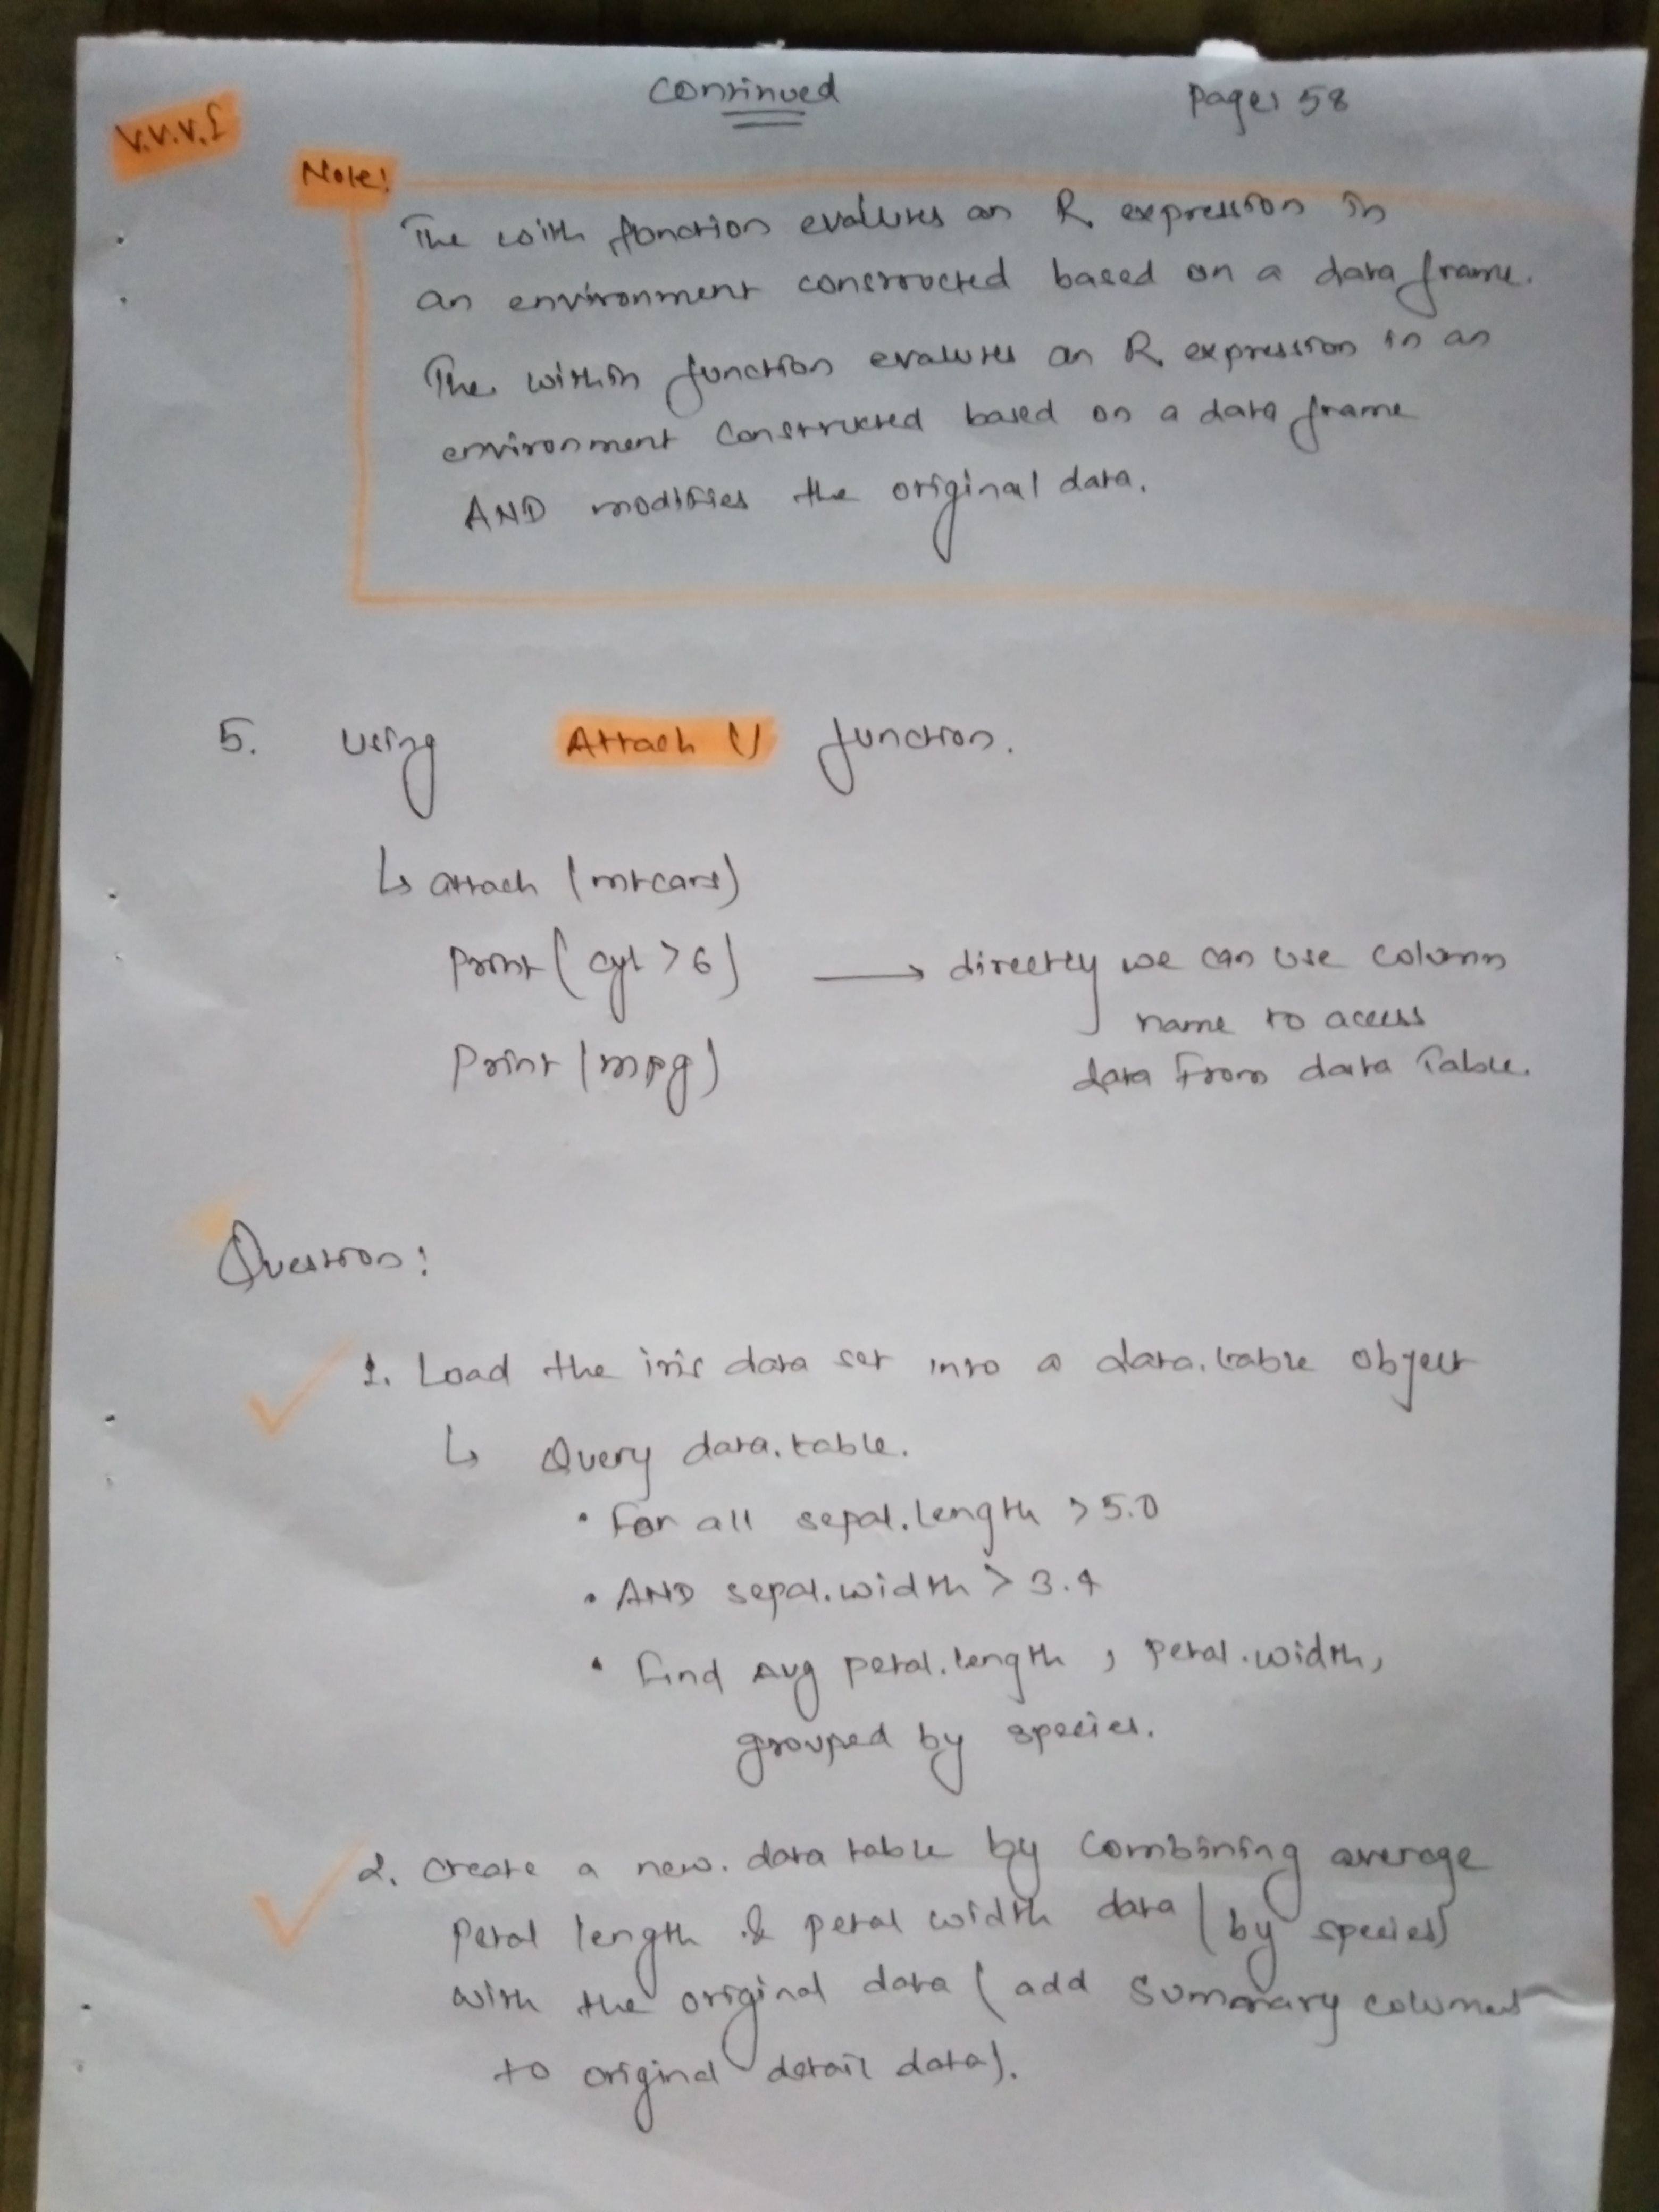 Continued
Page: 58
V.V.V.I
Note:
The with function evalutes an R expression in
an environment constructed based on a data frame.
The within function evalutes an R expression in an
environment constructed based on a data frame
AND modifies the original data.
5. Using Attach () function.
↳ attach (mtcars)
Print ( cyl > 6 ) → directly we can use column
name to access
Print (mpg)
data from data Table.
Question:
1. Load the iris data set into a data.table object
↳ Query data.table.
• For all sepal.length > 5.0
• AND sepal.width > 3.4
• Find Avg petal.length , petal.width,
grouped by species.
2. Create a new. data table by combining average
Petal length & petal width data (by species)
with the original data ( add summary columns
to original detail data).